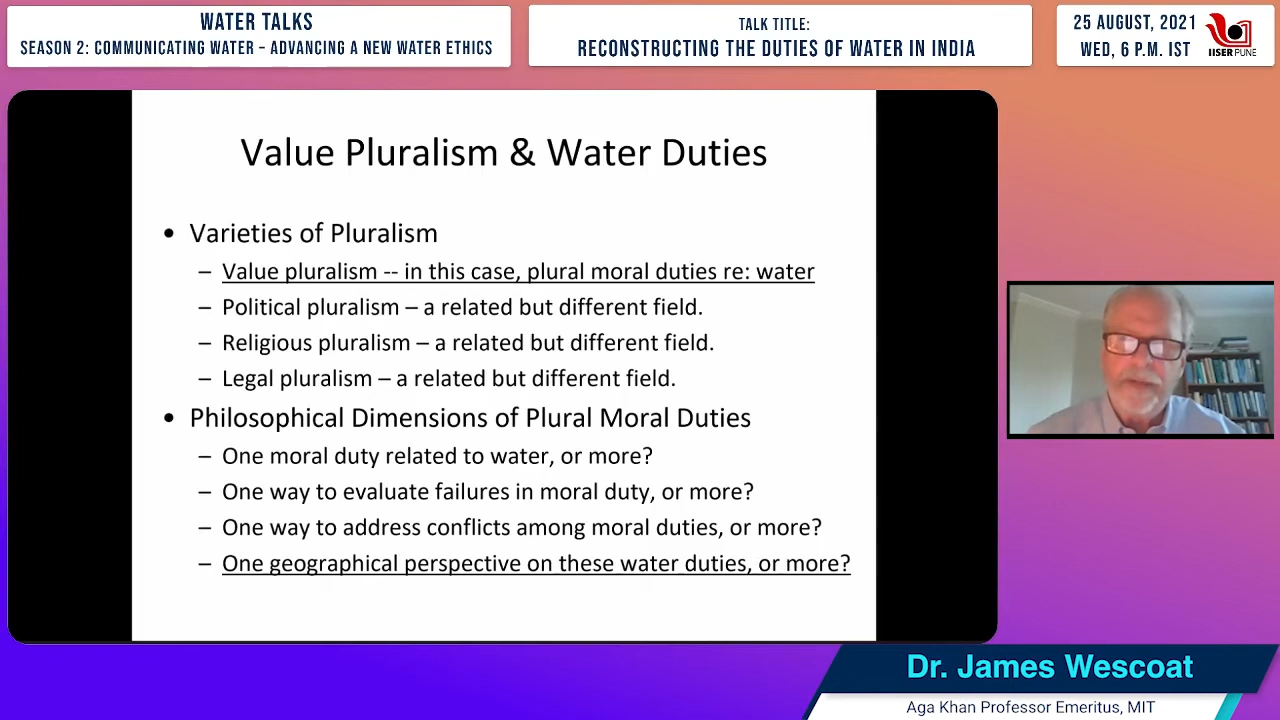 WATER TALKS
SEASON 2: COMMUNICATING WATER – ADVANCING A NEW WATER ETHICS
TALK TITLE:
RECONSTRUCTING THE DUTIES OF WATER IN INDIA
25 AUGUST, 2021
WED, 6 P.M. IST
IISER PUNE
Value Pluralism & Water Duties
• Varieties of Pluralism
– Value pluralism -- in this case, plural moral duties re: water
– Political pluralism – a related but different field.
– Religious pluralism – a related but different field.
– Legal pluralism – a related but different field.
• Philosophical Dimensions of Plural Moral Duties
– One moral duty related to water, or more?
– One way to evaluate failures in moral duty, or more?
– One way to address conflicts among moral duties, or more?
– One geographical perspective on these water duties, or more?
Dr. James Wescoat
Aga Khan Professor Emeritus, MIT